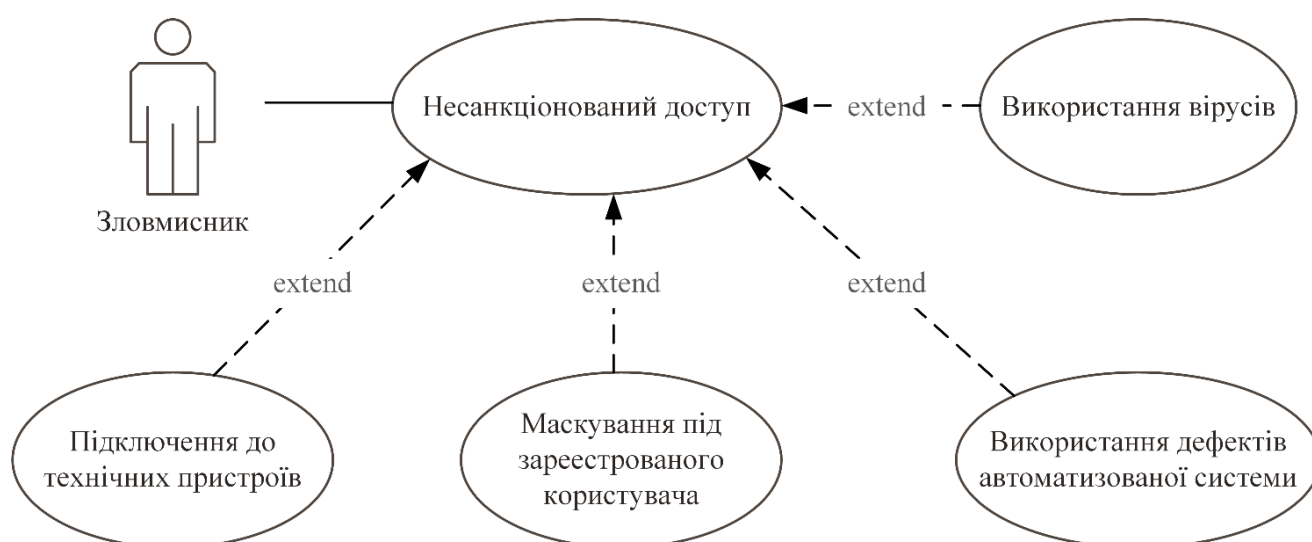 Несанкціонований доступ
extend
Використання вірусів
Зловмисник
extend
extend
extend
Підключення до
технічних пристроїв
Маскування під
зареестрованого
користувача
Використання дефектів
автоматизованої системи